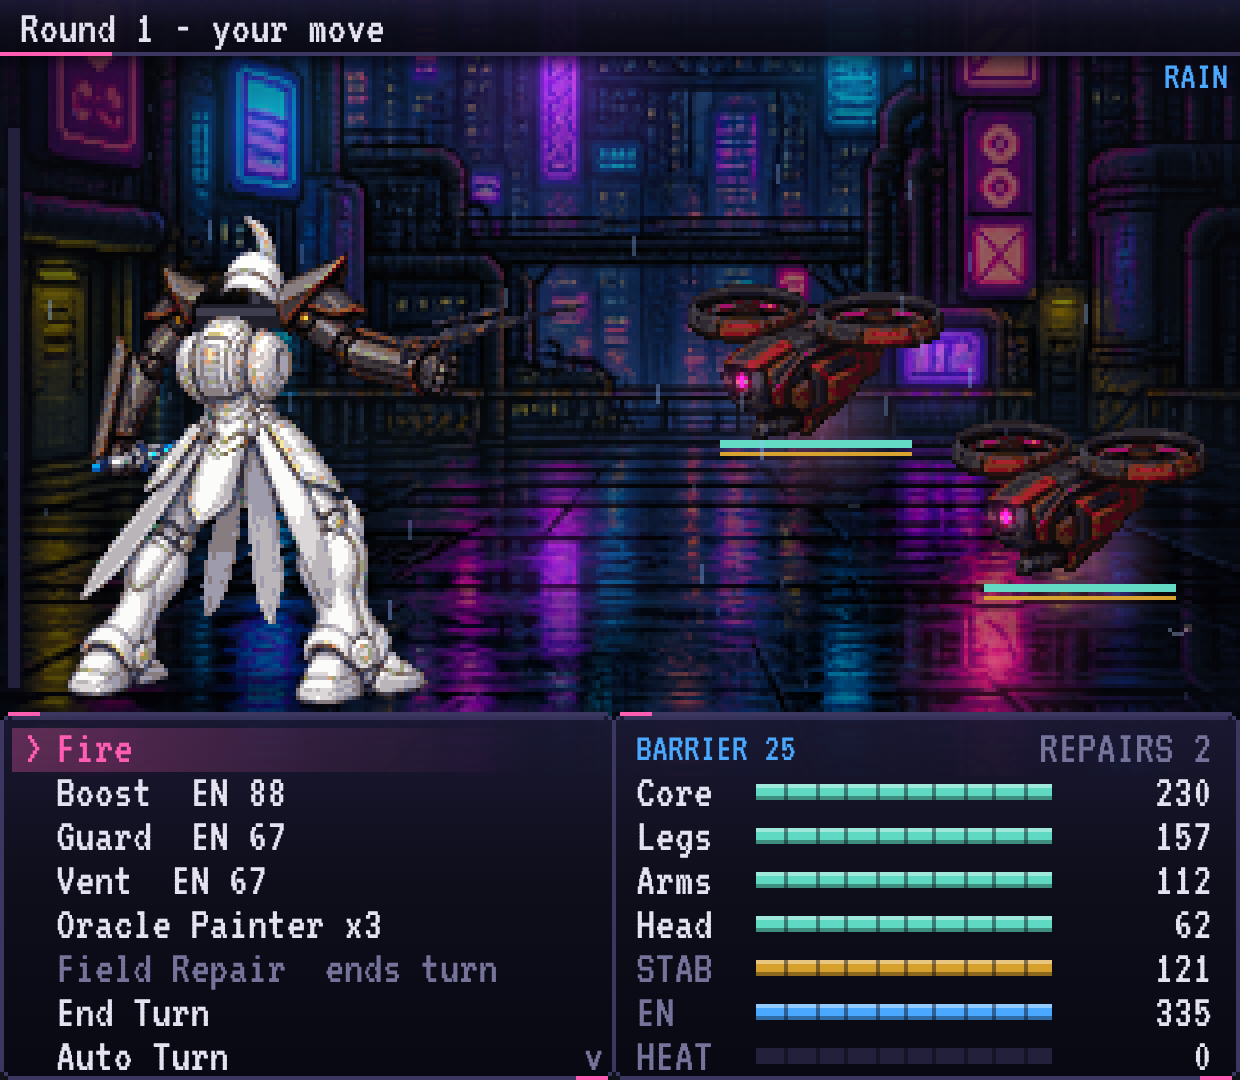 Round 1 - your move
RAIN
> Fire
Boost EN 88
Guard EN 67
Vent EN 67
Oracle Painter x3
Field Repair ends turn
End Turn
Auto Turn v
BARRIER 25 REPAIRS 2
Core 230
Legs 157
Arms 112
Head 62
STAB 121
EN 335
HEAT 0